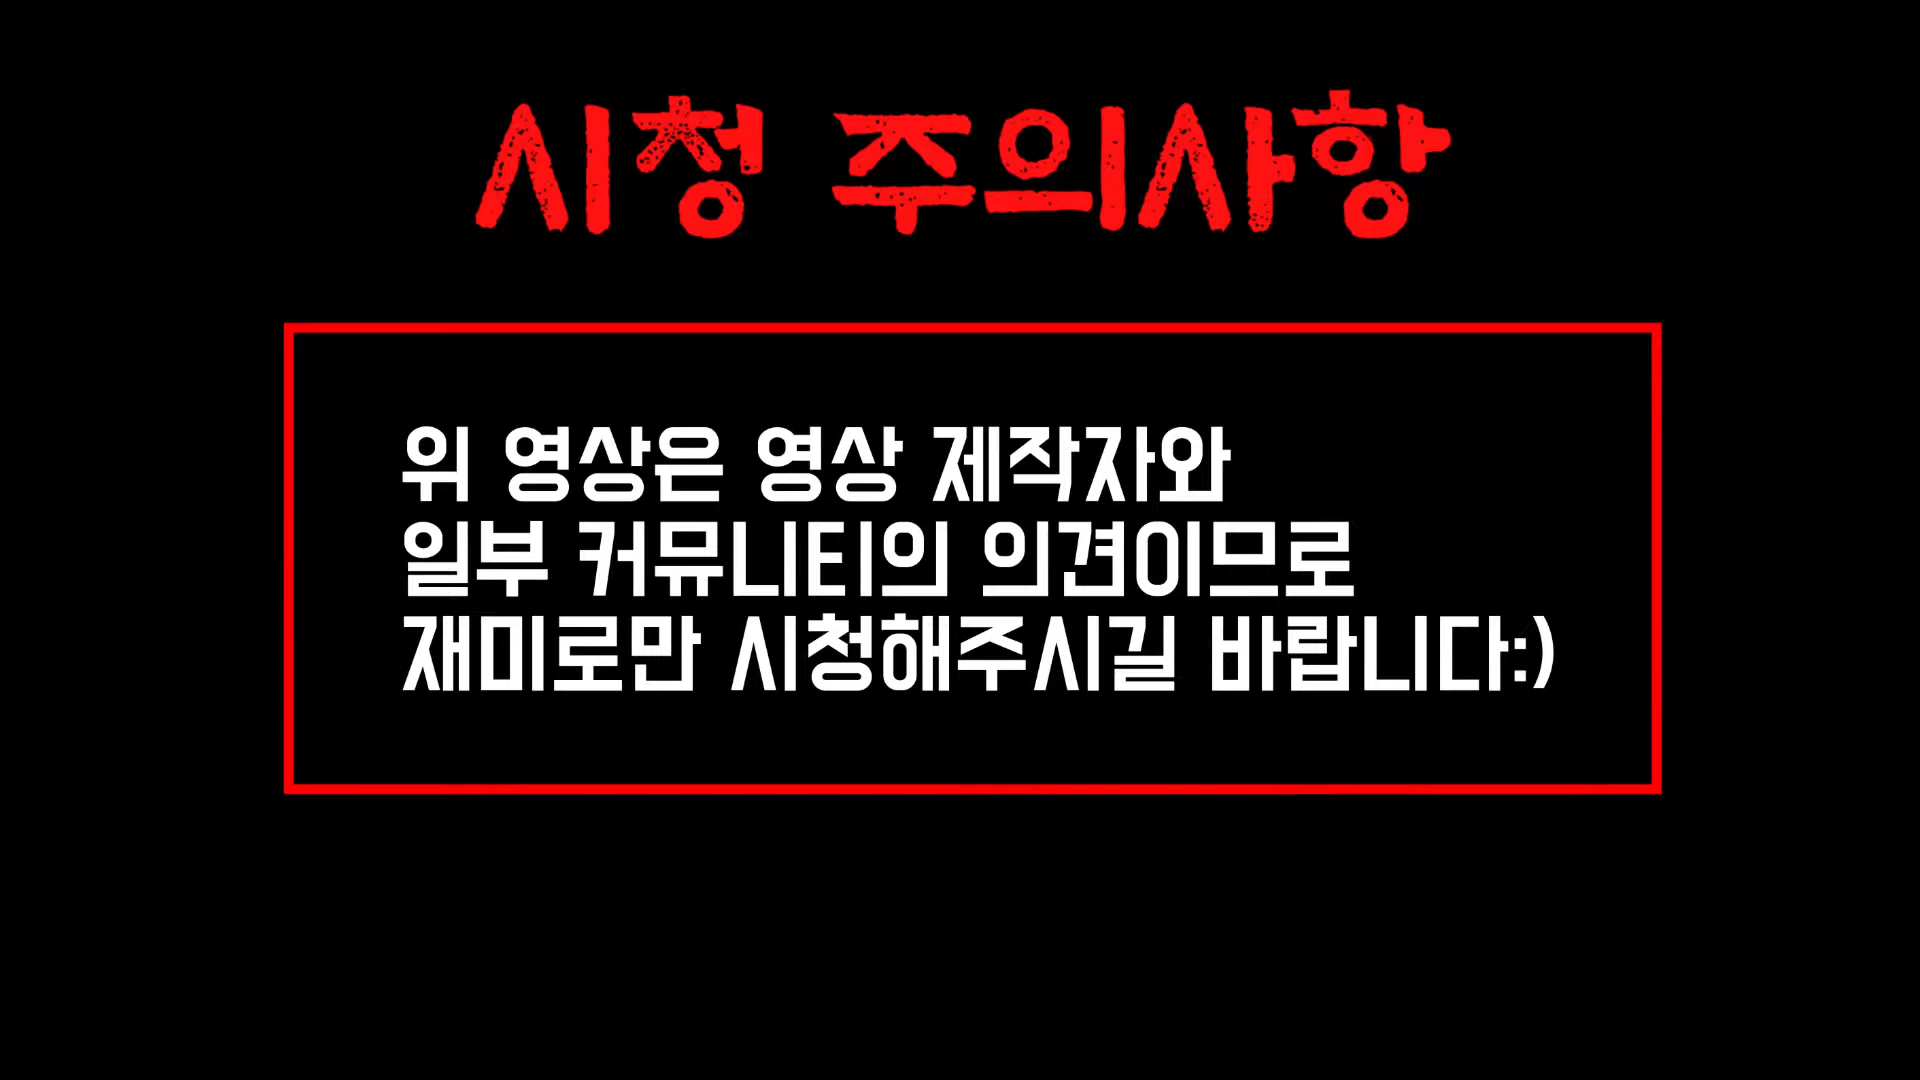 시청 주의사항
위 영상은 영상 제작자와
일부 커뮤니티의 의견이므로
재미로만 시청해주시길 바랍니다:)